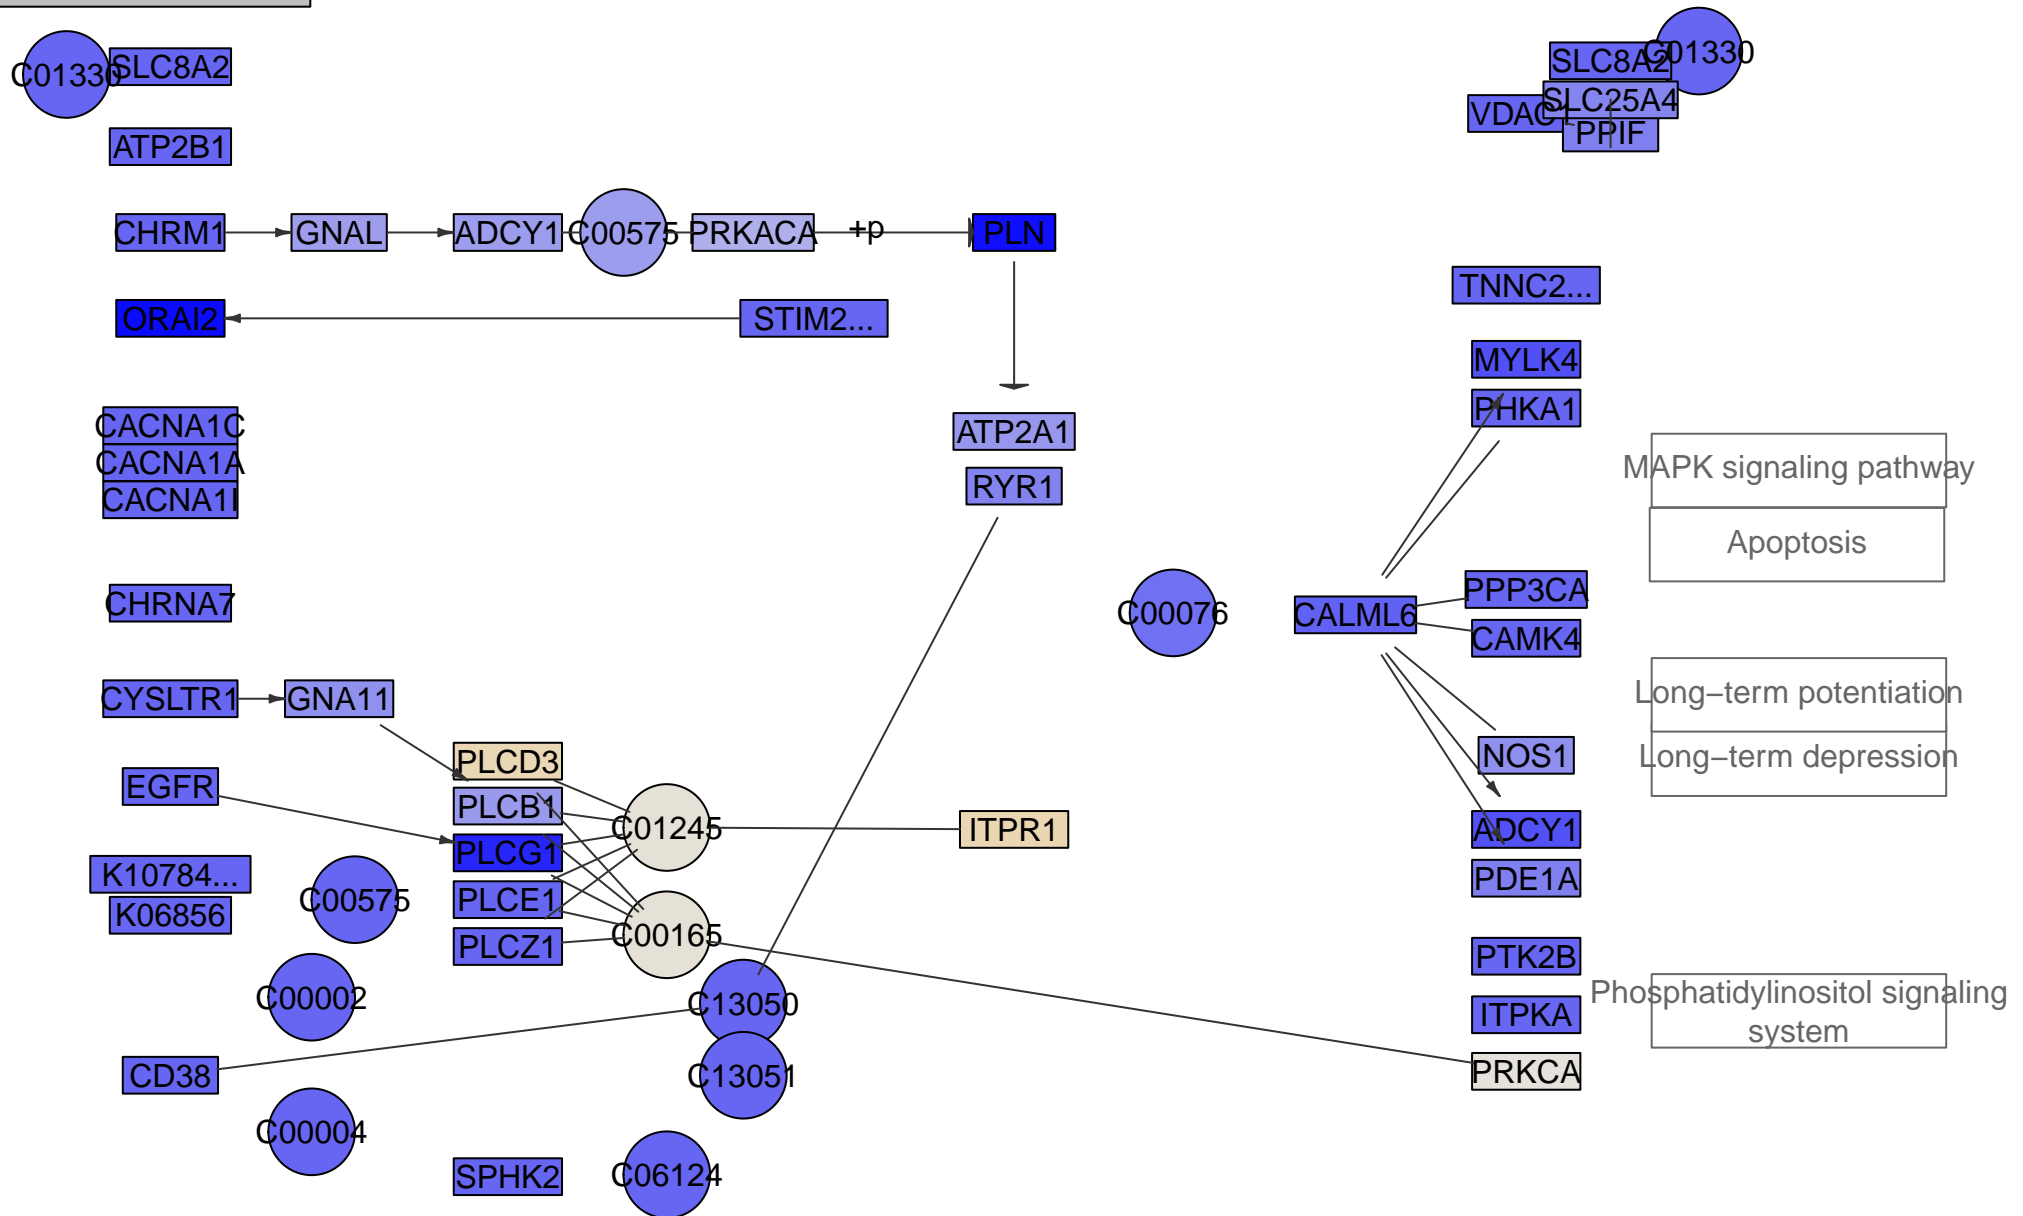 C01330
SLC8A2
SLC8A2
C01330
SLC25A4
VDAC1
PPIF
ATP2B1
CHRM1
GNAL
ADCY1
C00575
PRKACA
+p
PLN
TNNC2...
ORAI2
STIM2...
MYLK4
PHKA1
CACNA1C
CACNA1A
CACNA1I
ATP2A1
RYR1
MAPK signaling pathway
Apoptosis
CHRNA7
C00076
CALML6
PPP3CA
CAMK4
CYSLTR1
GNA11
Long−term potentiation
Long−term depression
NOS1
PLCD3
EGFR
PLCB1
C01245
ITPR1
ADCY1
PLCG1
K10784...
PDE1A
C00575
PLCE1
K06856
C00165
PLCZ1
PTK2B
C00002
C13050
Phosphatidylinositol signaling
system
ITPKA
CD38
C13051
PRKCA
C00004
SPHK2
C06124